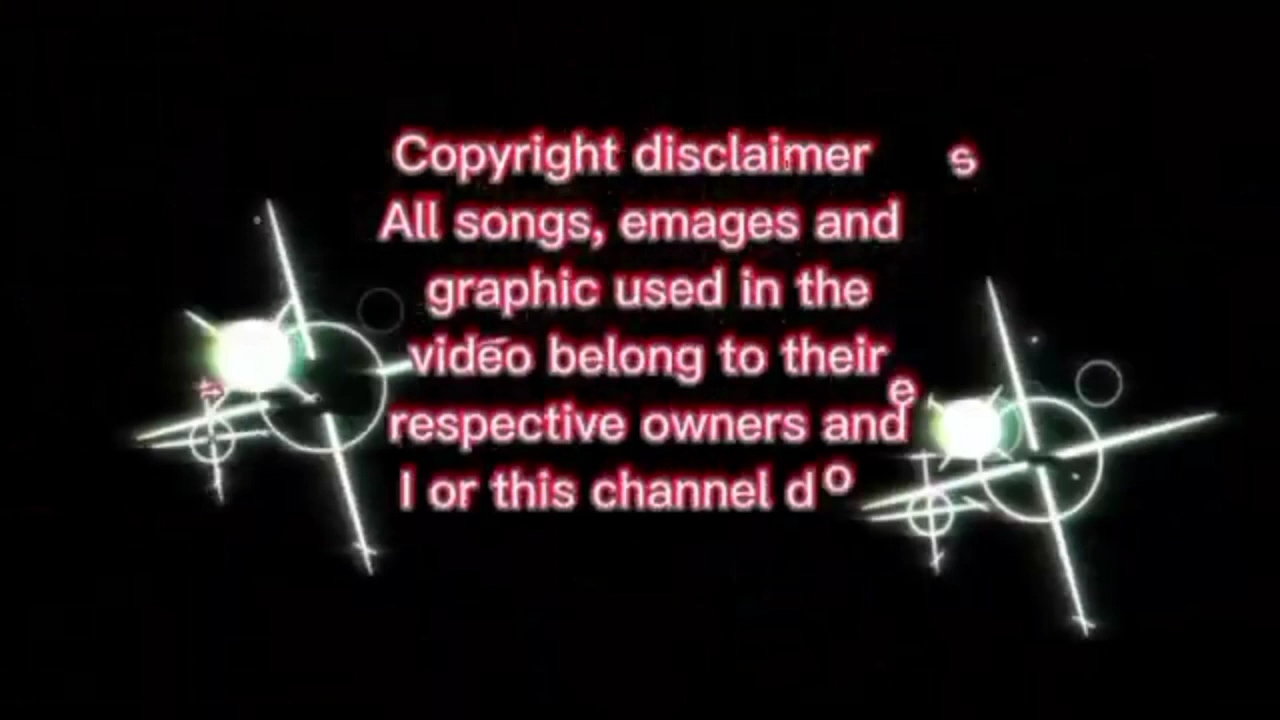 Copyright disclaimer
All songs, emages and
graphic used in the
video belong to their
respective owners and
I or this channel do
e
s